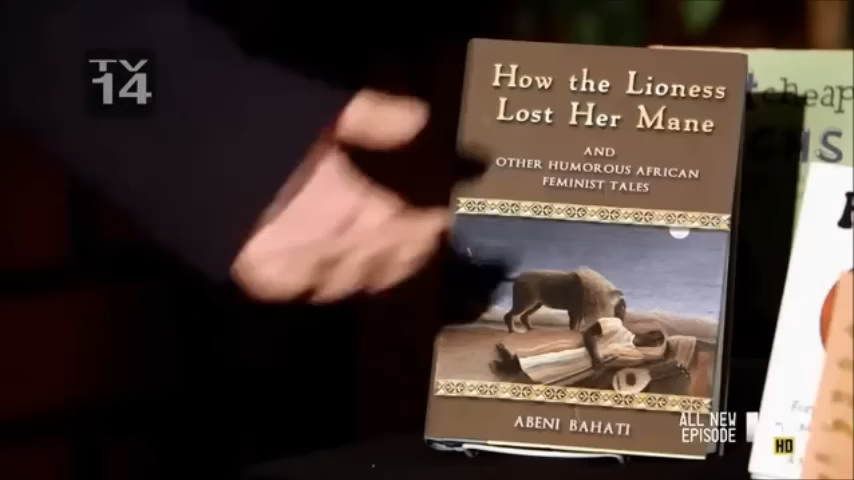 TV
14
How the Lioness
Lost Her Mane
AND
OTHER HUMOROUS AFRICAN
FEMINIST TALES
ABENI BAHATI
cheap
ALL NEW
EPISODE
HD